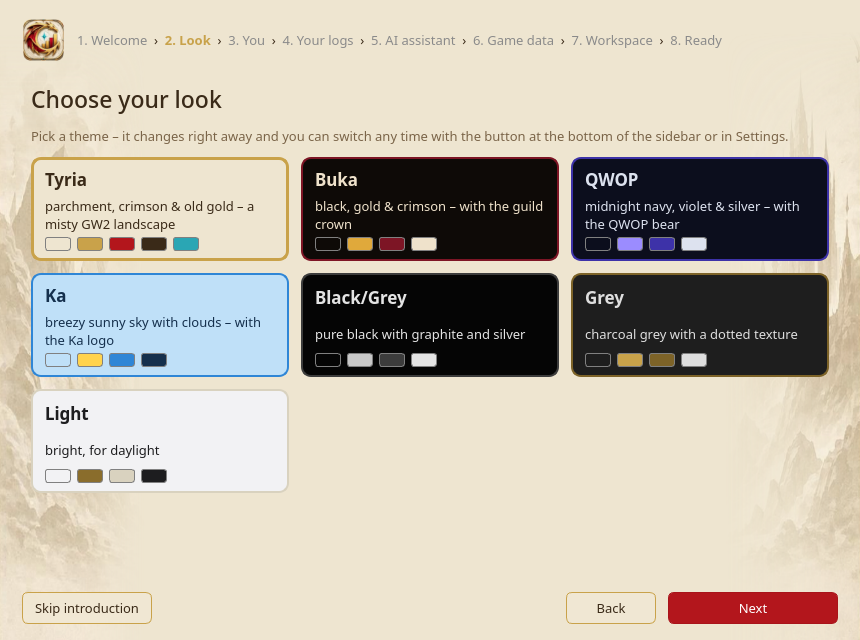 1. Welcome › 2. Look › 3. You › 4. Your logs › 5. AI assistant › 6. Game data › 7. Workspace › 8. Ready
Choose your look
Pick a theme – it changes right away and you can switch any time with the button at the bottom of the sidebar or in Settings.
Tyria
parchment, crimson & old gold – a
misty GW2 landscape
Buka
black, gold & crimson – with the guild
crown
QWOP
midnight navy, violet & silver – with
the QWOP bear
Ka
breezy sunny sky with clouds – with
the Ka logo
Black/Grey
pure black with graphite and silver
Grey
charcoal grey with a dotted texture
Light
bright, for daylight
Skip introduction
Back
Next